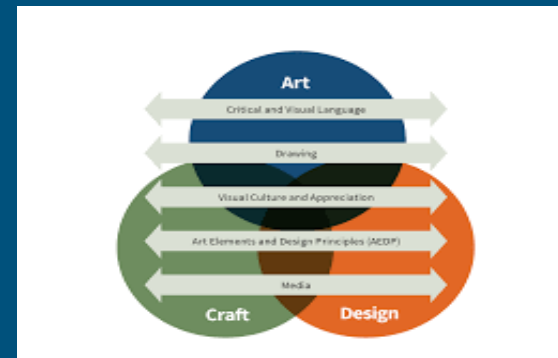 Art
Critical and Visual Language
Drawing
Visual Culture and Appreciation
Art Elements and Design Principles (AEDP)
Media
Craft
Design